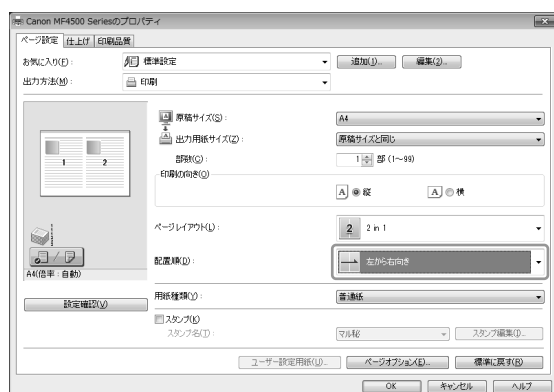 Canon MF4500 Seriesのプロパティ
ページ設定 仕上げ 印刷品質
お気に入り(F): 標準設定 追加(1)... 編集(2)...
出力方法(M): 印刷
原稿サイズ(S): A4
出力用紙サイズ(Z): 原稿サイズと同じ
部数(C): 1 部 (1～99)
印刷の向き(O)
A 縦 A 横
1 2
ページレイアウト(L): 2 2 in 1
配置順(D): 左から右向き
A4(倍率:自動)
用紙種類(Y): 普通紙
設定確認(V)
スタンプ(K)
スタンプ名(T): マル秘 スタンプ編集(I)...
ユーザー設定用紙(U)... ページオプション(E)... 標準に戻す(R)
OK キャンセル ヘルプ